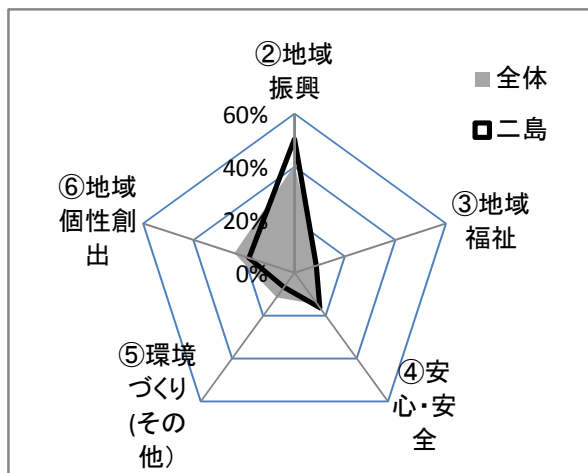 ②地域
振興
60%
40%
20%
0%
全体
二島
③地域
福祉
④安
心・安
全
⑤環境
づくり
(その
他）
⑥地域
個性創
出